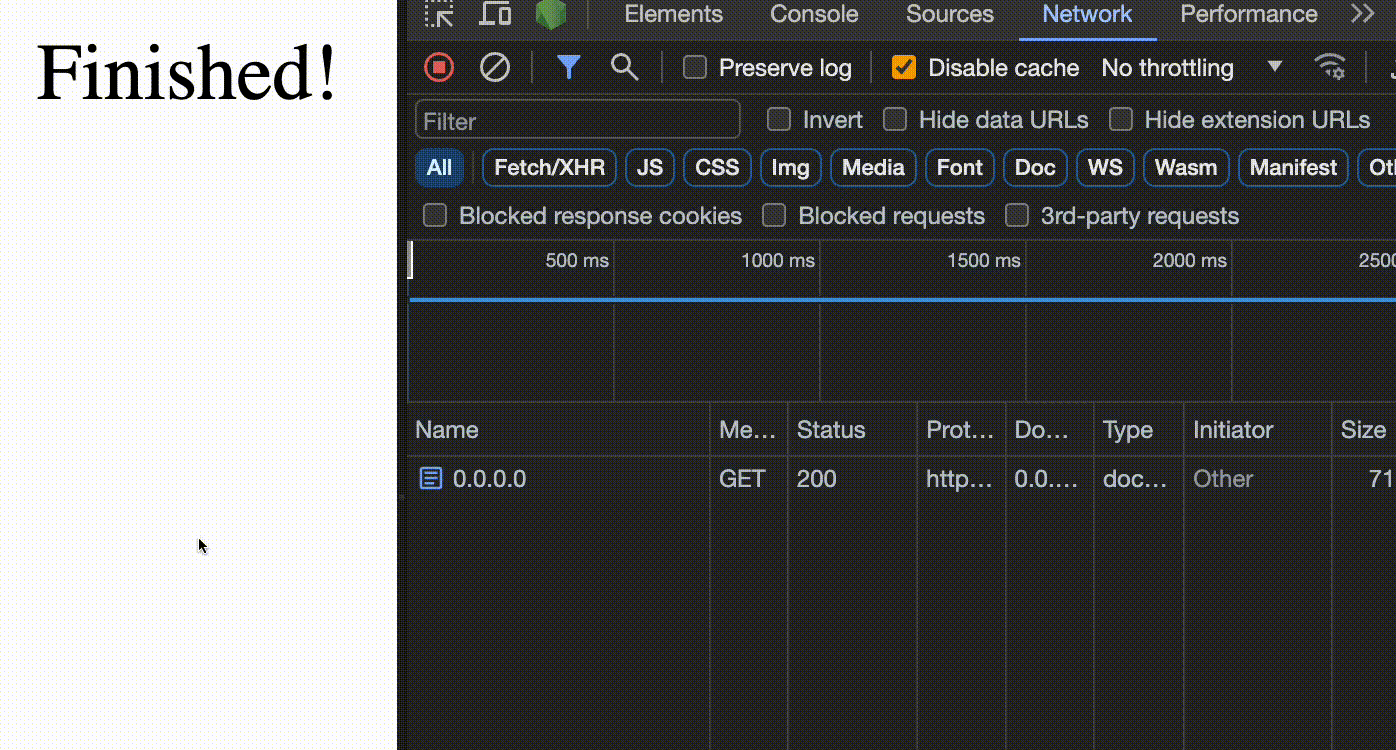 Finished!
Elements Console Sources Network Performance
Preserve log Disable cache No throttling
Filter Invert Hide data URLs Hide extension URLs
All Fetch/XHR JS CSS Img Media Font Doc WS Wasm Manifest Oth
Blocked response cookies Blocked requests 3rd-party requests
500 ms 1000 ms 1500 ms 2000 ms 2500
Name Me... Status Prot... Do... Type Initiator Size
0.0.0.0 GET 200 http... 0.0.... doc... Other 71